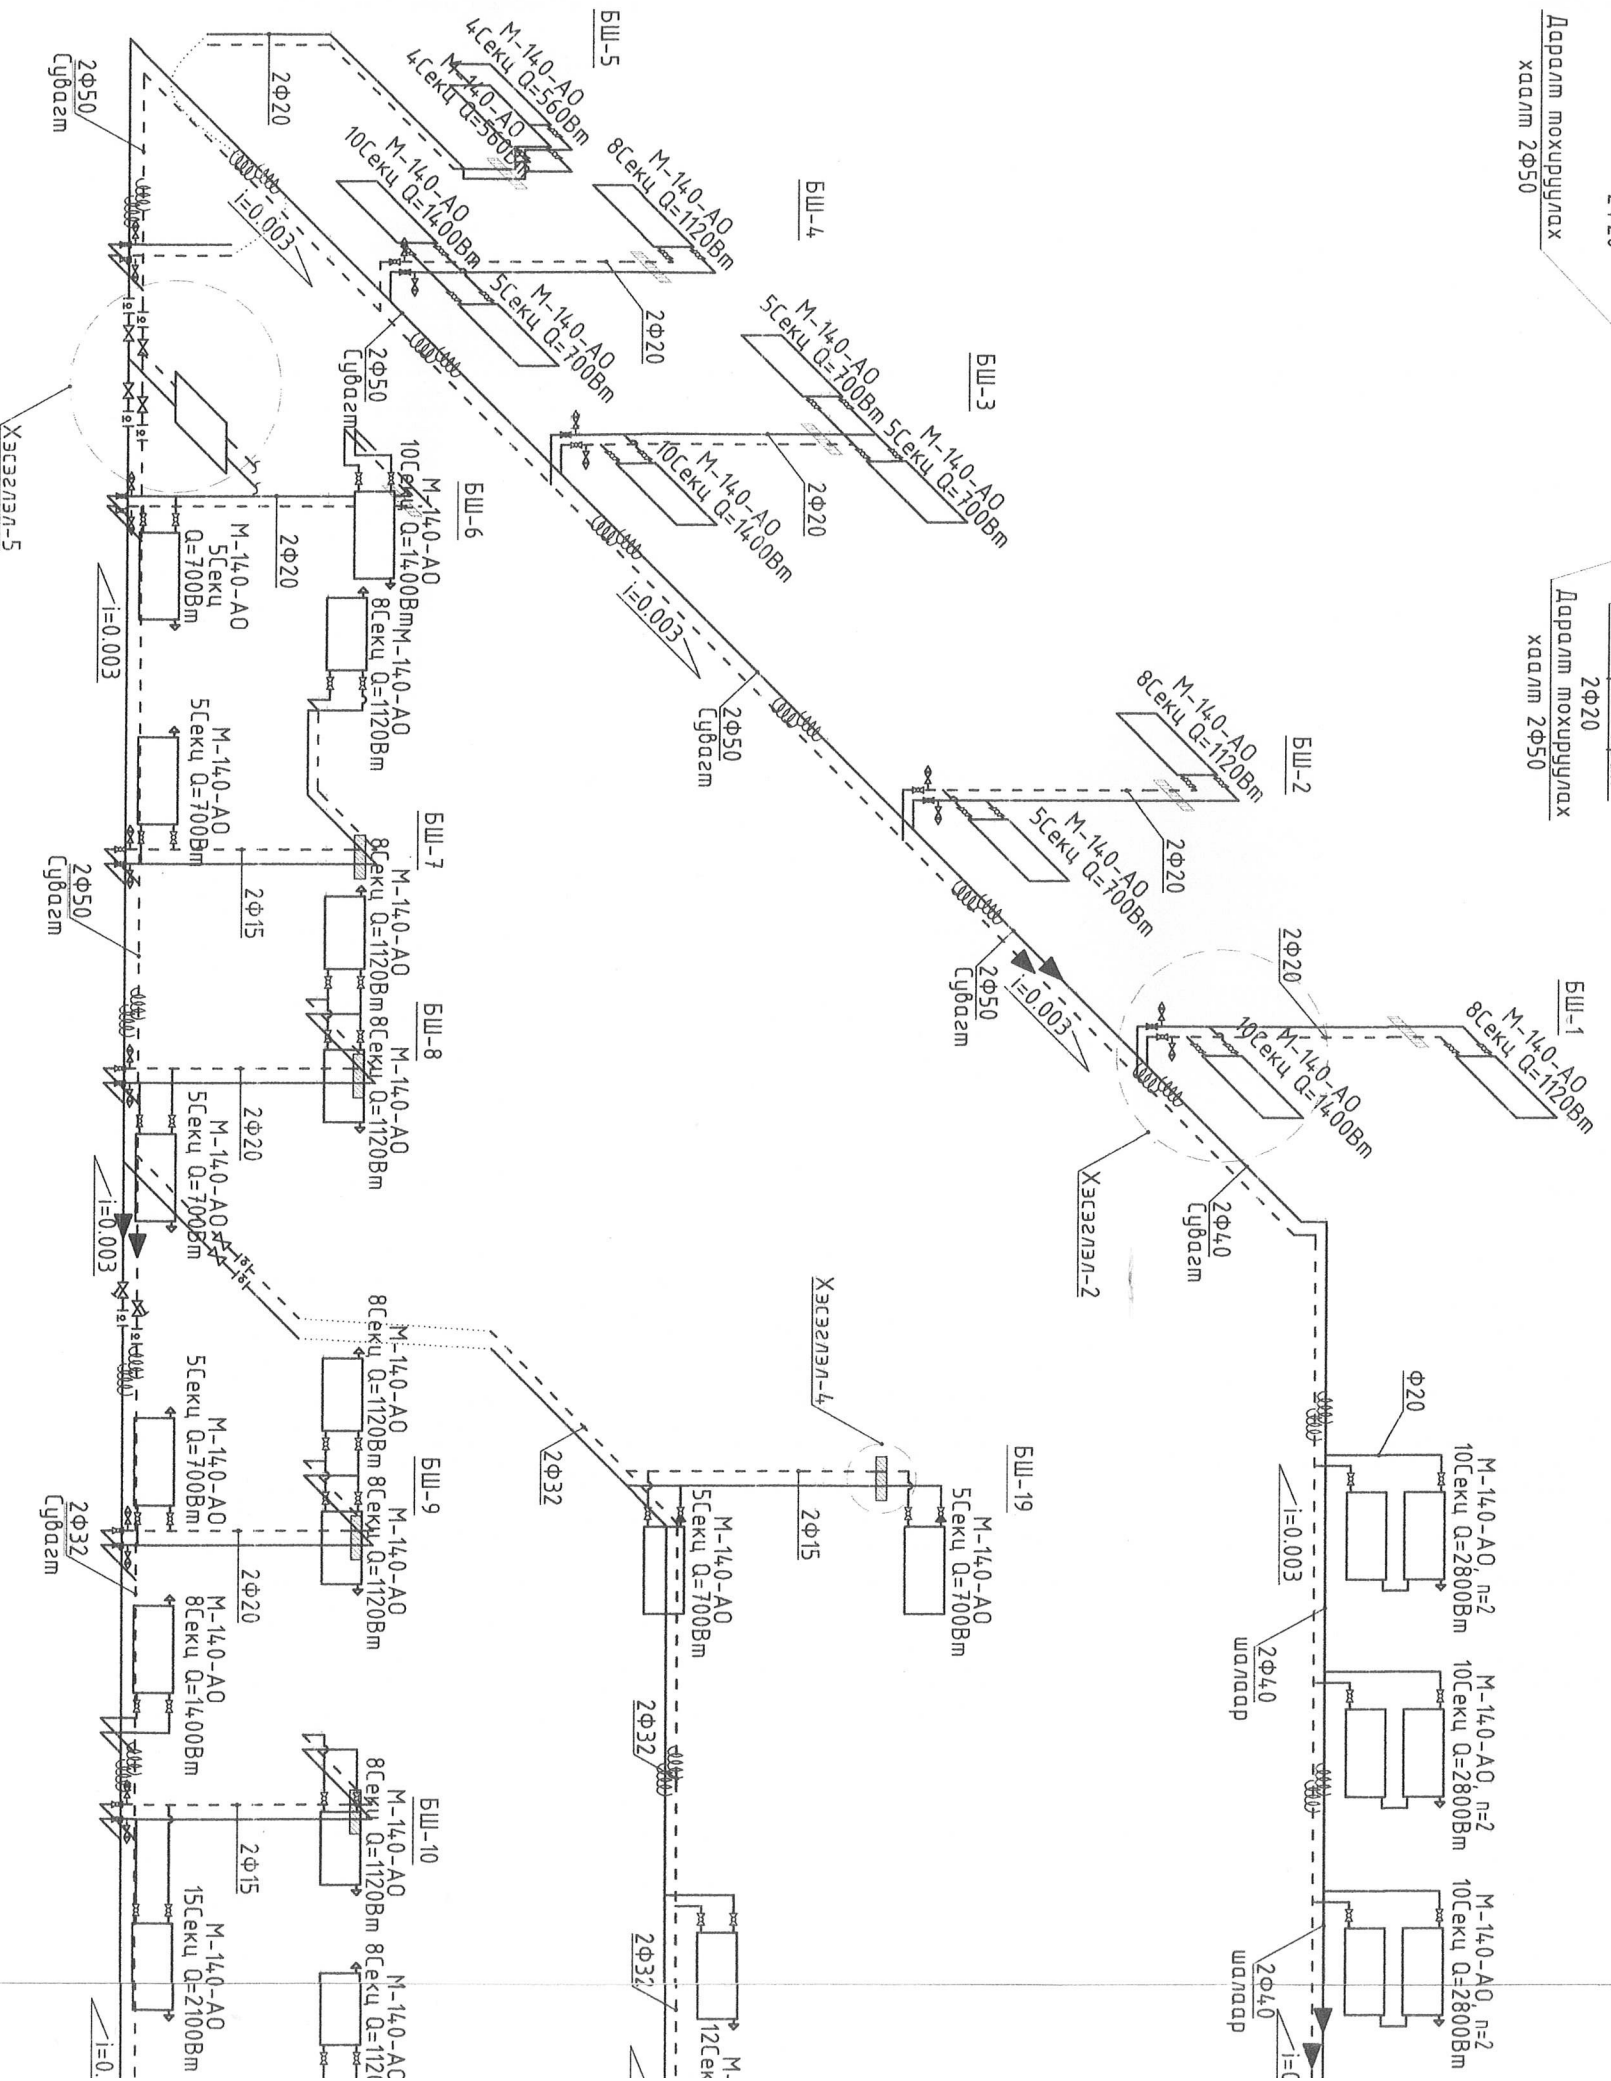 Даралт тохируулах
хаалт 2Ф50
2Ф20
Даралт тохируулах
хаалт 2Ф50
БШ-5
М-140-АО
4Секц Q=560Вт
М-140-АО
4Секц Q=560Вт
2Ф20
2Ф50
Сувагт
i=0.003
БШ-4
М-140-АО
8Секц Q=1120Вт
М-140-АО
10Секц Q=1400Вт
М-140-АО
5Секц Q=700Вт
2Ф20
2Ф50
Сувагт
БШ-3
М-140-АО
5Секц Q=700Вт
М-140-АО
5Секц Q=700Вт
М-140-АО
10Секц Q=1400Вт
2Ф20
i=0.003
2Ф50
Сувагт
БШ-2
М-140-АО
8Секц Q=1120Вт
М-140-АО
5Секц Q=700Вт
2Ф20
2Ф50
Сувагт
i=0.003
БШ-1
М-140-АО
8Секц Q=1120Вт
М-140-АО
10Секц Q=1400Вт
2Ф20
Хэсэглэл-2
2Ф40
Сувагт
Ф20
М-140-АО, n=2
10Секц Q=2800Вт
i=0.003
2Ф40
шалаар
М-140-АО, n=2
10Секц Q=2800Вт
2Ф40
шалаар
М-140-АО, n=2
10Секц Q=2800Вт
Хэсэглэл-4
БШ-19
М-140-АО
5Секц Q=700Вт
2Ф15
М-140-АО
5Секц Q=700Вт
2Ф32
2Ф32
2Ф32
Хэсэглэл-5
БШ-6
М-140-АО
10Секц Q=1400Вт
2Ф20
М-140-АО
5Секц
Q=700Вт
i=0.003
М-140-АО
8Секц Q=1120Вт
БШ-7
М-140-АО
5Секц Q=700Вт
2Ф15
2Ф50
Сувагт
М-140-АО
8Секц Q=1120Вт
БШ-8
М-140-АО
8Секц Q=1120Вт
2Ф20
М-140-АО
5Секц Q=700Вт
i=0.003
М-140-АО
8Секц Q=1120Вт
БШ-9
М-140-АО
8Секц Q=1120Вт
М-140-АО
5Секц Q=700Вт
2Ф20
2Ф32
Сувагт
М-140-АО
8Секц Q=1400Вт
БШ-10
М-140-АО
8Секц Q=1120Вт
2Ф15
М-140-АО
15Секц Q=2100Вт
М-140-АО
8Секц